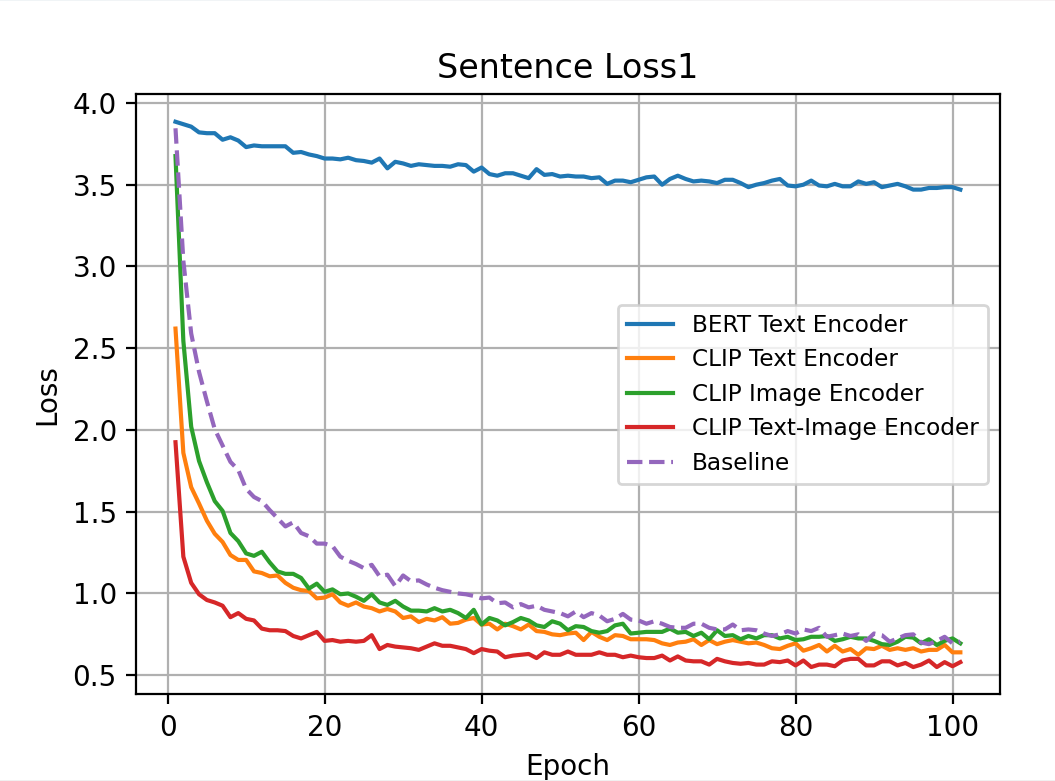 Sentence Loss1
4.0
3.5
3.0
2.5
2.0
1.5
1.0
0.5
Loss
BERT Text Encoder
CLIP Text Encoder
CLIP Image Encoder
CLIP Text-Image Encoder
Baseline
0 20 40 60 80 100
Epoch